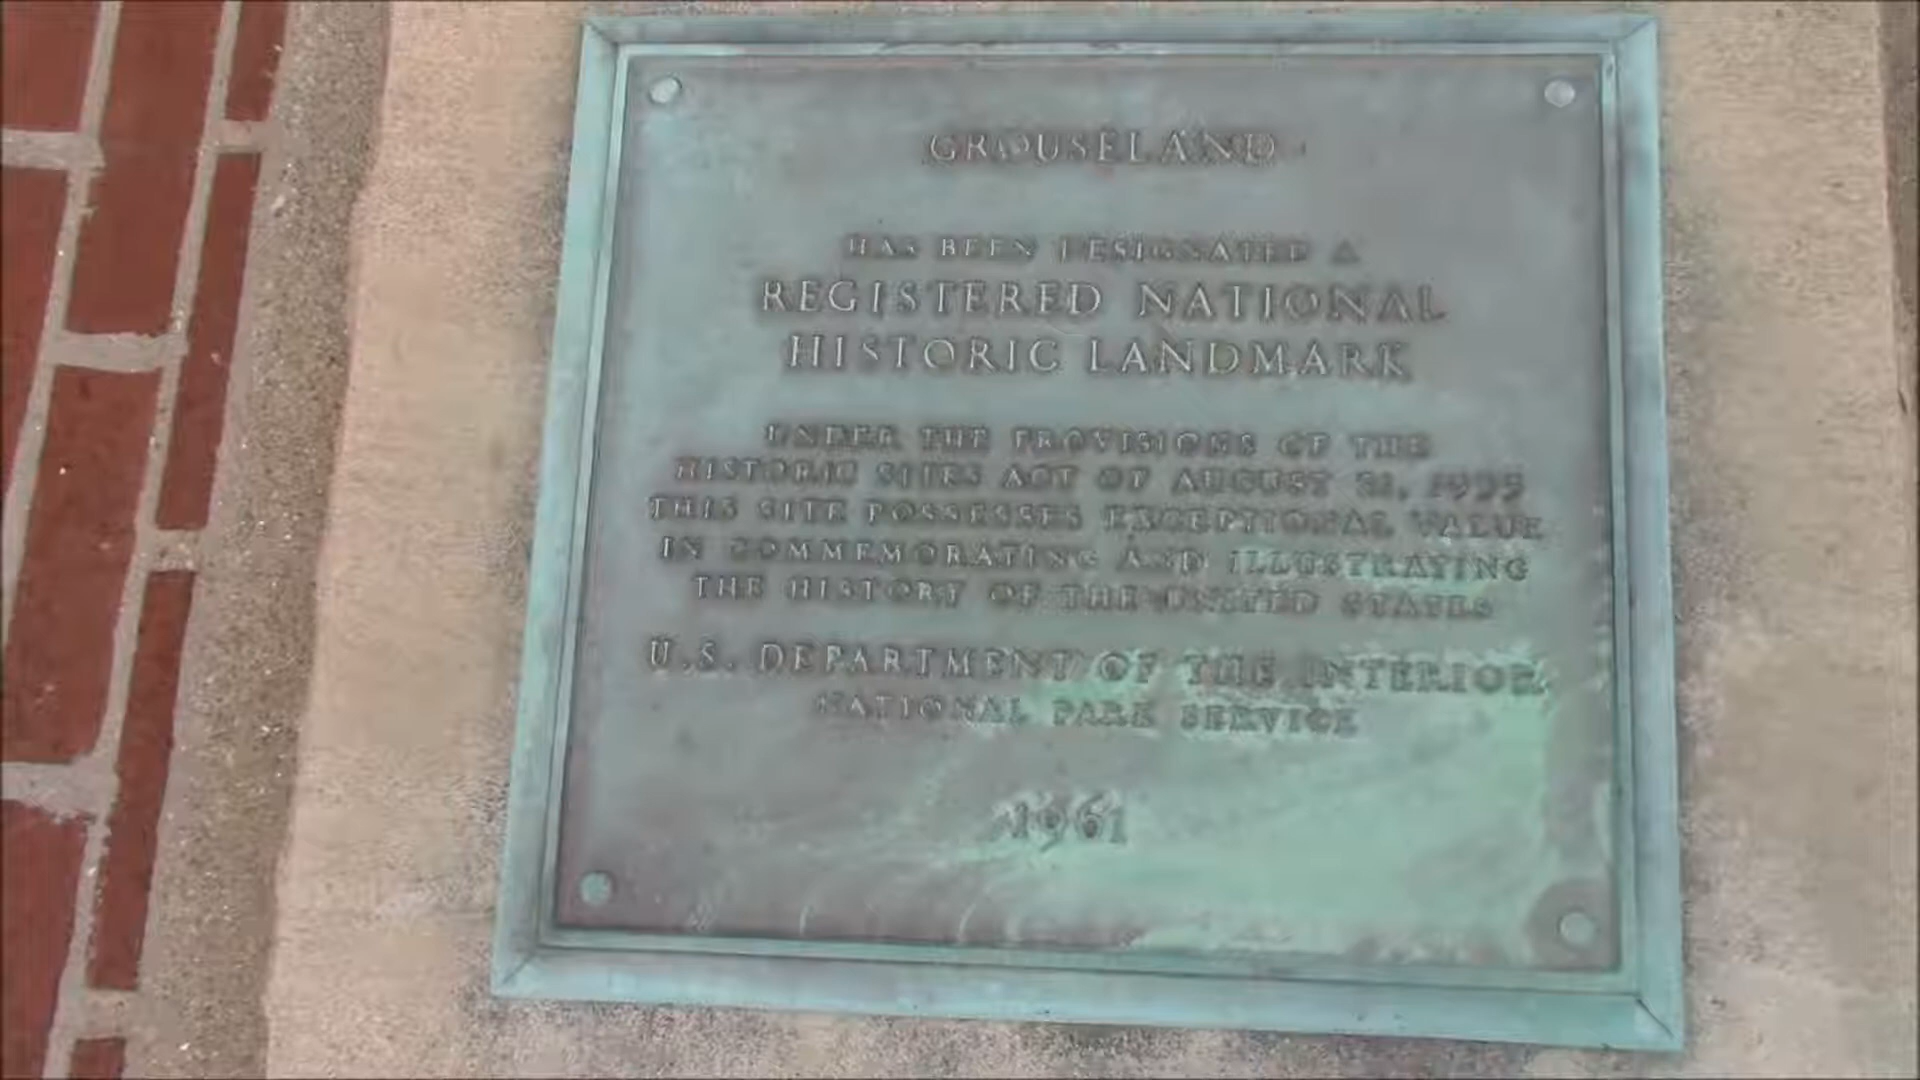 GROUSELAND
HAS BEEN DESIGNATED A
REGISTERED NATIONAL
HISTORIC LANDMARK
UNDER THE PROVISIONS OF THE
HISTORIC SITES ACT OF AUGUST 21, 1935
THIS SITE POSSESSES EXCEPTIONAL VALUE
IN COMMEMORATING AND ILLUSTRATING
THE HISTORY OF THE UNITED STATES
U.S. DEPARTMENT OF THE INTERIOR
NATIONAL PARK SERVICE
1961